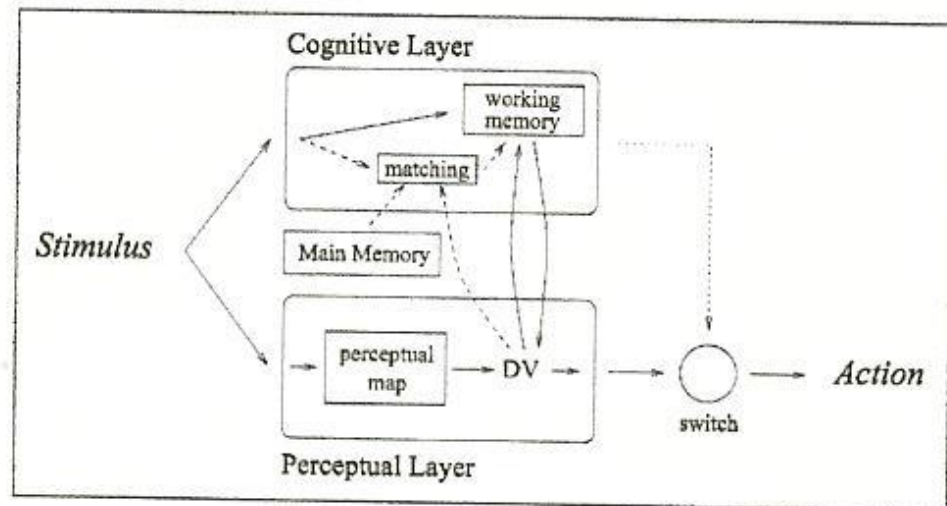 Cognitive Layer
working
memory
matching
Stimulus
Main Memory
perceptual
map
DV
Action
switch
Perceptual Layer